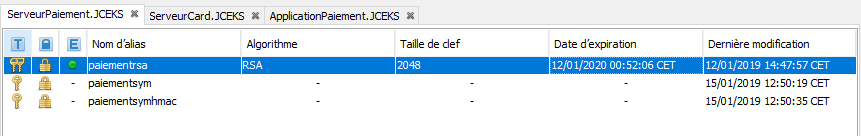 ServeurPaiement.JCEKS ServeurCard.JCEKS ApplicationPaiement.JCEKS
T E Nom d'alias Algorithme Taille de clef Date d'expiration Dernière modification
paiementrsa RSA 2048 12/01/2020 00:52:06 CET 12/01/2019 14:47:57 CET
- paiementsym - - - 15/01/2019 12:50:19 CET
- paiementsymhmac - - - 15/01/2019 12:50:35 CET